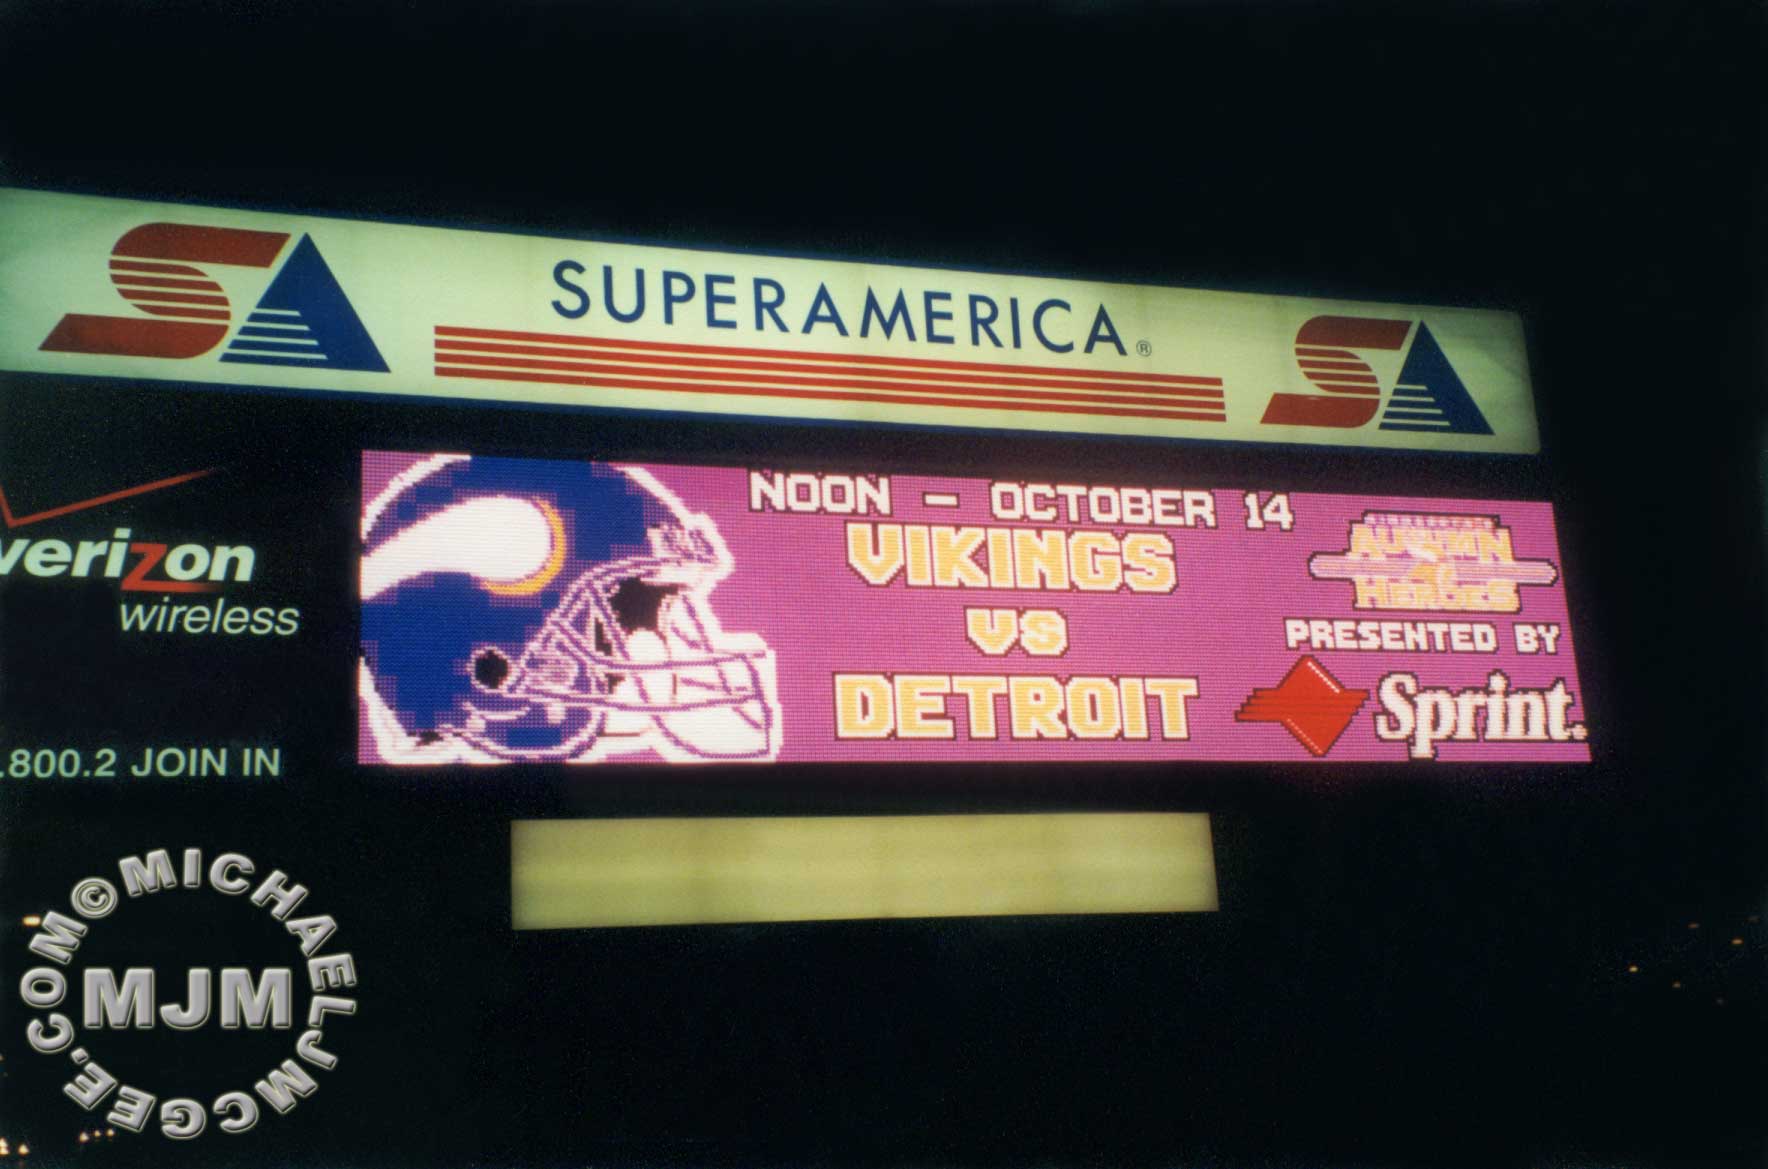 SA SUPERAMERICA® SA
verizon
wireless
.800.2 JOIN IN
NOON - OCTOBER 14
VIKINGS
VS
DETROIT
AUTUMN
HEROES
PRESENTED BY
Sprint.
©MICHAELJMCGEE.COM
MJM